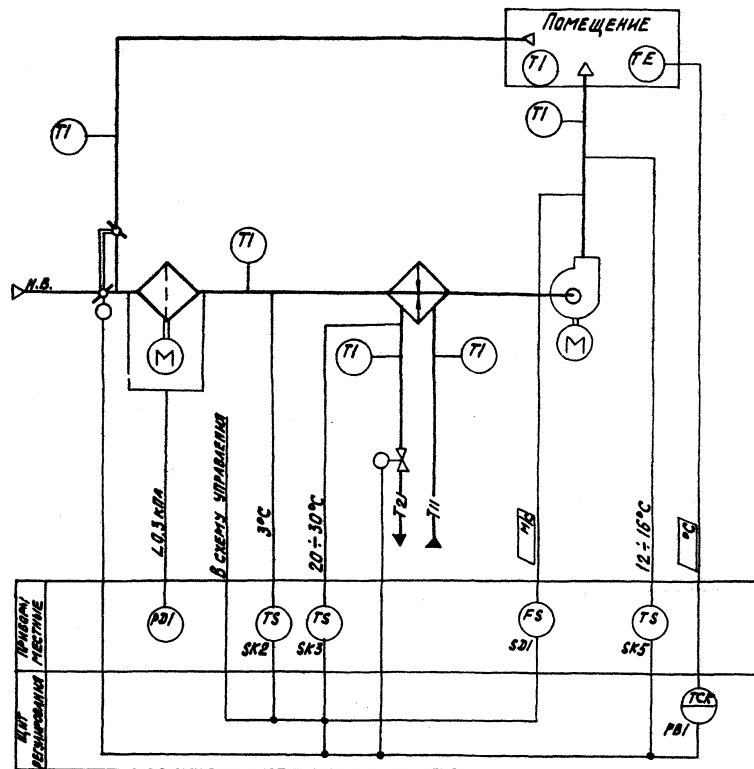 ПОМЕЩЕНИЕ
TI
TE
TI
TI
TI
Н.В.
M
M
TI
TI
<0,3 кПА
В СХЕМУ УПРАВЛЕНИЯ
3°С
20÷30°С
T21
T11
м/с
12÷16°С
°С
ПРИБОРЫ МЕСТНЫЕ
PDI
TS
SK2
TS
SK3
FS
SD1
TS
SK5
ЩИТ РЕГУЛИРОВАНИЯ
TCK
PB1